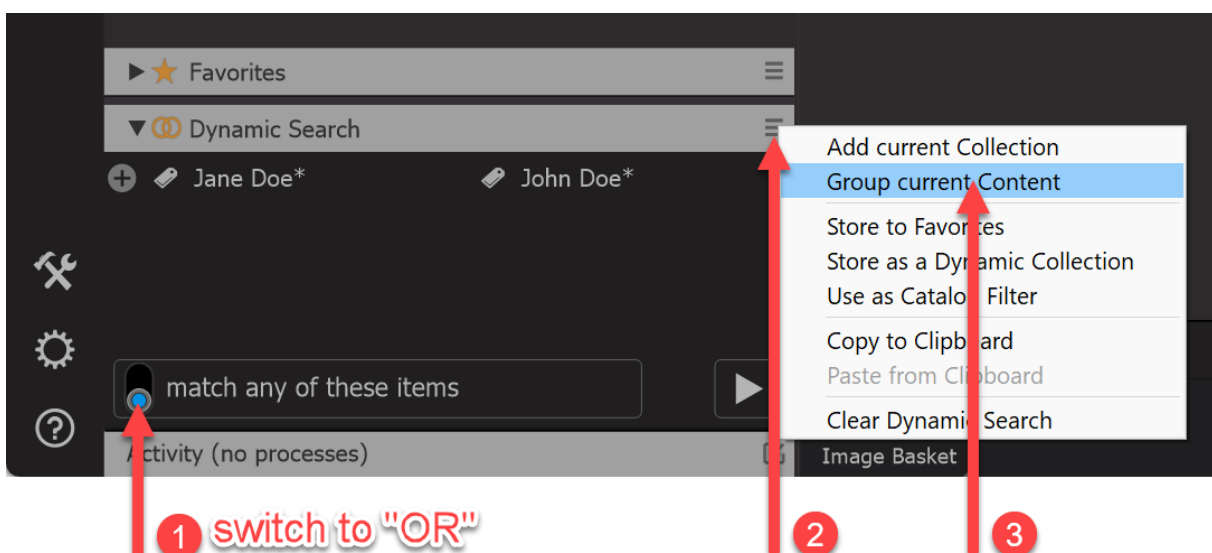 Favorites
Dynamic Search
Jane Doe* John Doe*
match any of these items
Activity (no processes)
Add current Collection
Group current Content
Store to Favorites
Store as a Dynamic Collection
Use as Catalog Filter
Copy to Clipboard
Paste from Clipboard
Clear Dynamic Search
Image Basket
1 switch to "OR"
2
3